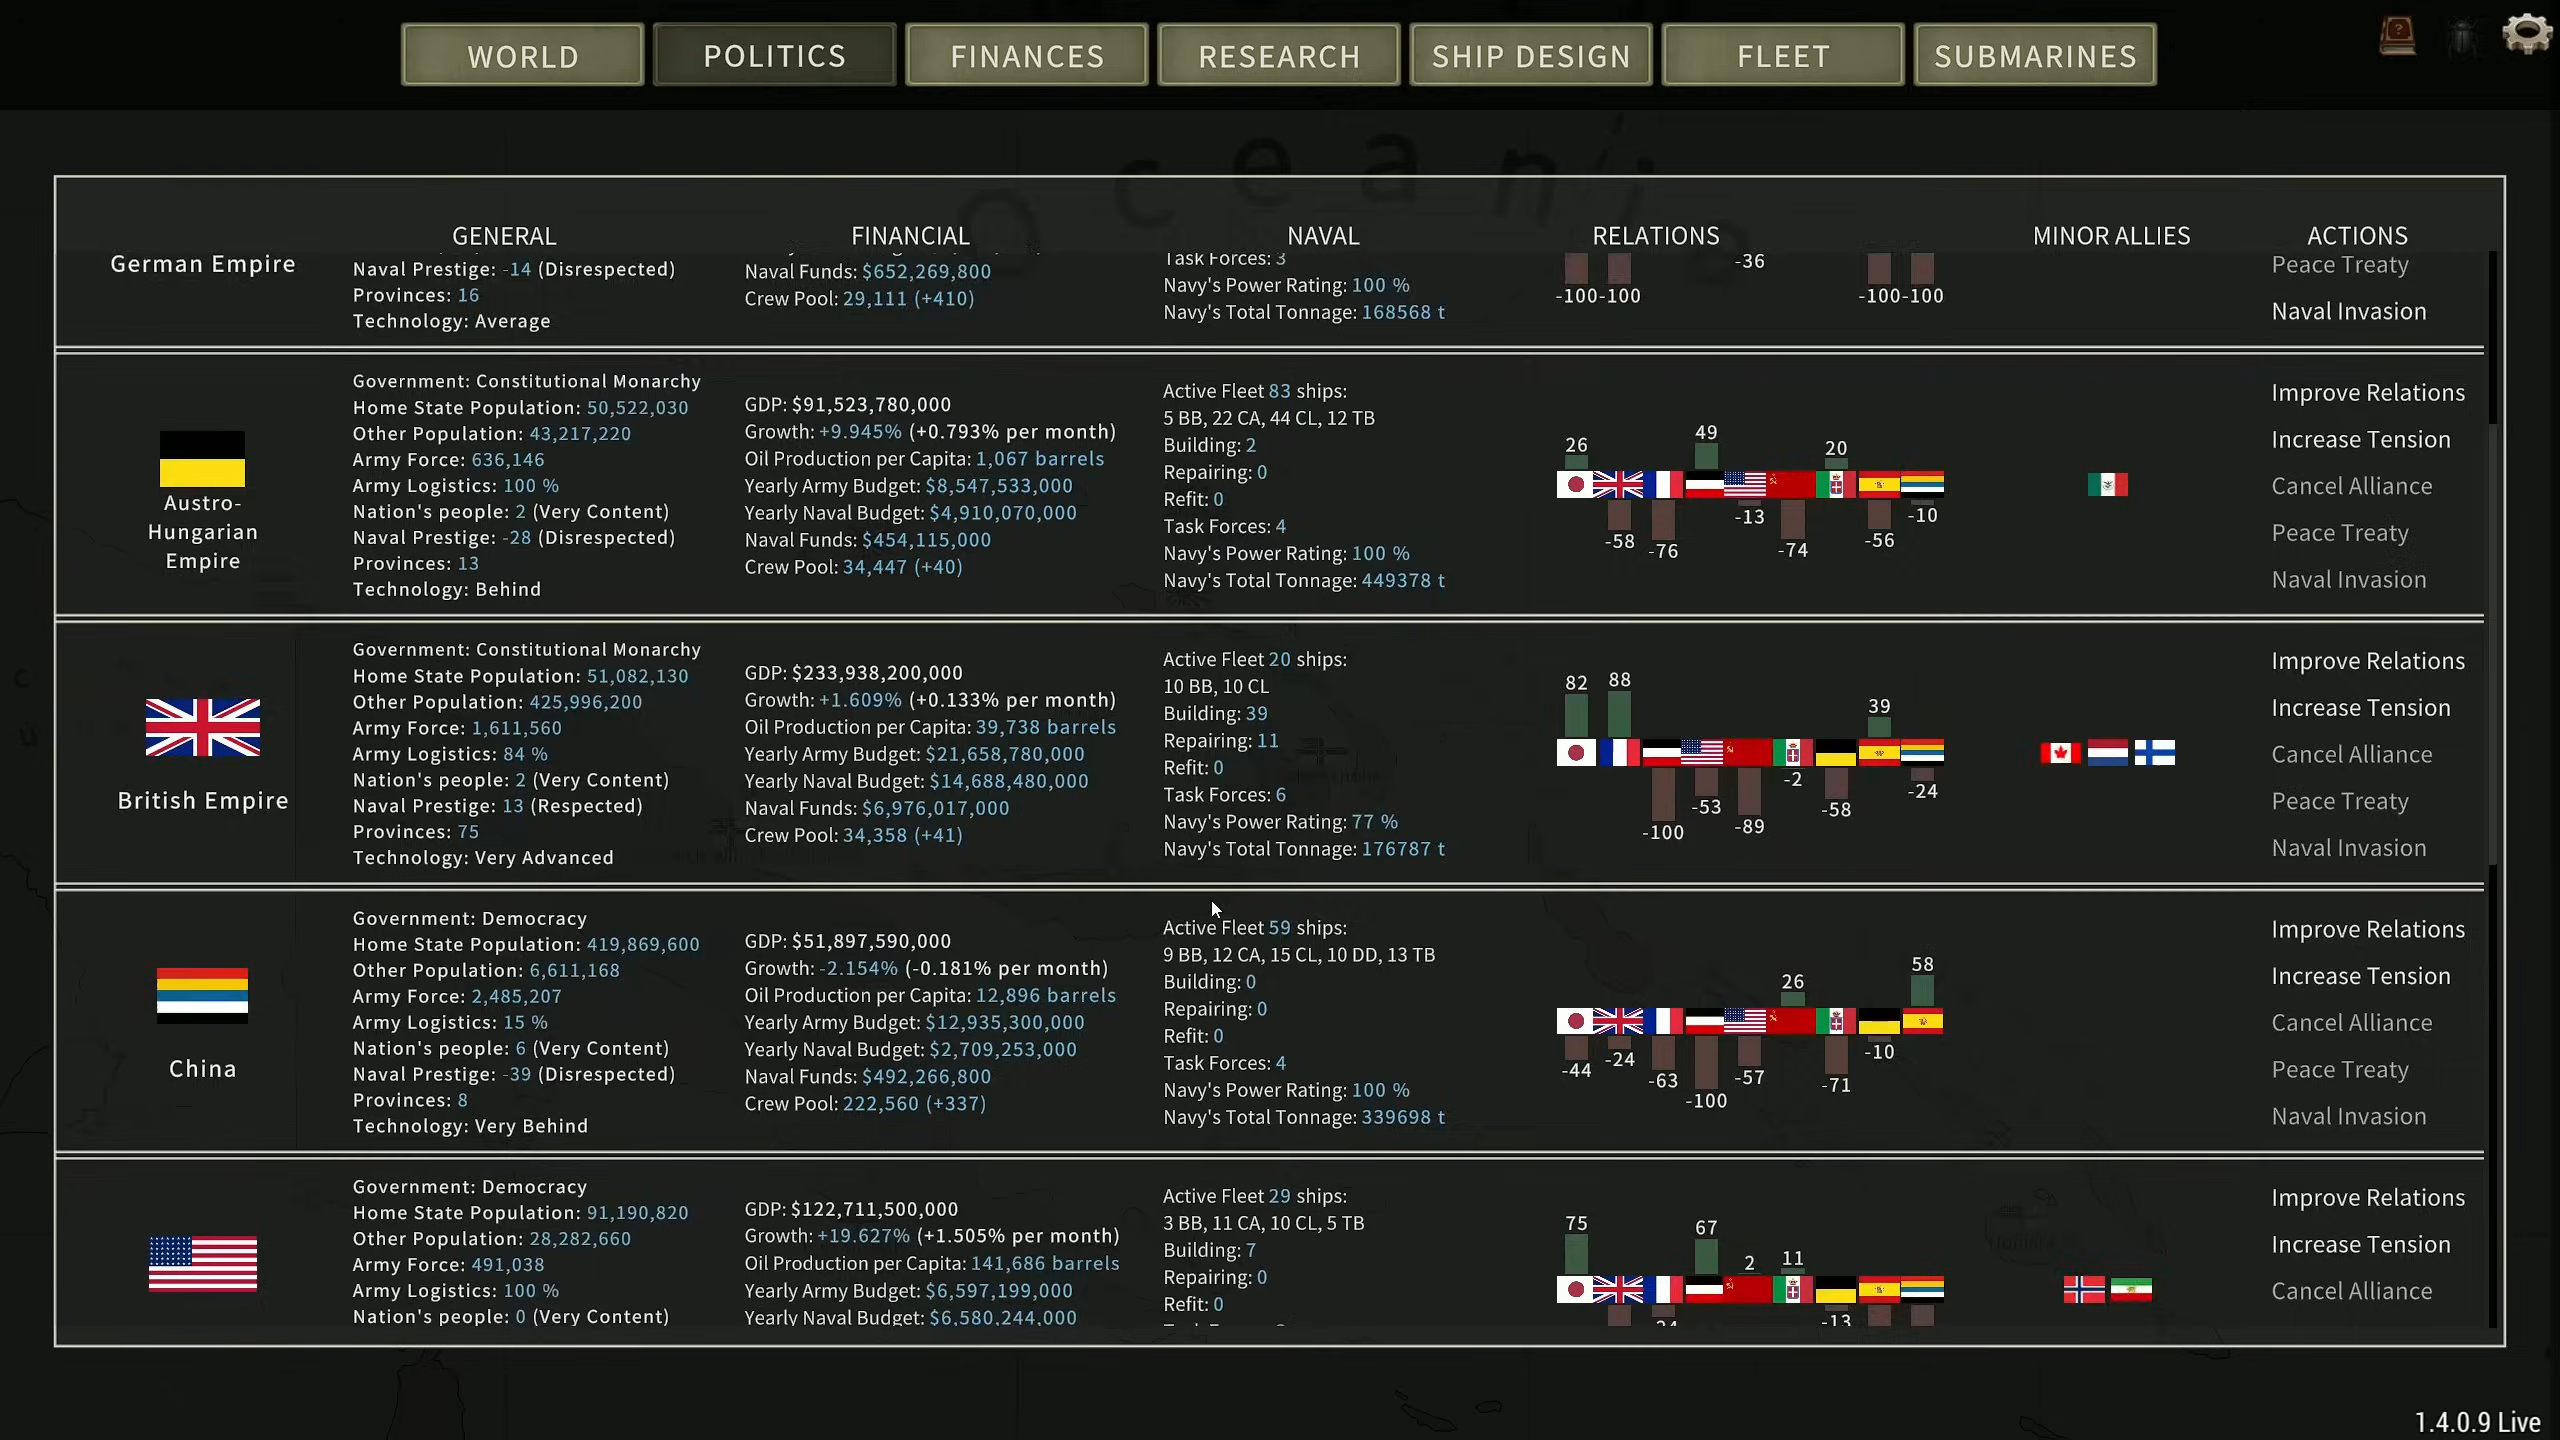 WORLD POLITICS FINANCES RESEARCH SHIP DESIGN FLEET SUBMARINES
Oceania
GENERAL FINANCIAL NAVAL RELATIONS MINOR ALLIES ACTIONS
German Empire
Naval Prestige: -14 (Disrespected)
Provinces: 16
Technology: Average
Naval Funds: $652,269,800
Crew Pool: 29,111 (+410)
Task Forces: 3
Navy's Power Rating: 100 %
Navy's Total Tonnage: 168568 t
-36
-100 -100 -100 -100
Peace Treaty
Naval Invasion
Austro-
Hungarian
Empire
Government: Constitutional Monarchy
Home State Population: 50,522,030
Other Population: 43,217,220
Army Force: 636,146
Army Logistics: 100 %
Nation's people: 2 (Very Content)
Naval Prestige: -28 (Disrespected)
Provinces: 13
Technology: Behind
GDP: $91,523,780,000
Growth: +9.945% (+0.793% per month)
Oil Production per Capita: 1,067 barrels
Yearly Army Budget: $8,547,533,000
Yearly Naval Budget: $4,910,070,000
Naval Funds: $454,115,000
Crew Pool: 34,447 (+40)
Active Fleet 83 ships:
5 BB, 22 CA, 44 CL, 12 TB
Building: 2
Repairing: 0
Refit: 0
Task Forces: 4
Navy's Power Rating: 100 %
Navy's Total Tonnage: 449378 t
26 49 20
-58 -76 -13 -74 -56 -10
Improve Relations
Increase Tension
Cancel Alliance
Peace Treaty
Naval Invasion
British Empire
Government: Constitutional Monarchy
Home State Population: 51,082,130
Other Population: 425,996,200
Army Force: 1,611,560
Army Logistics: 84 %
Nation's people: 2 (Very Content)
Naval Prestige: 13 (Respected)
Provinces: 75
Technology: Very Advanced
GDP: $233,938,200,000
Growth: +1.609% (+0.133% per month)
Oil Production per Capita: 39,738 barrels
Yearly Army Budget: $21,658,780,000
Yearly Naval Budget: $14,688,480,000
Naval Funds: $6,976,017,000
Crew Pool: 34,358 (+41)
Active Fleet 20 ships:
10 BB, 10 CL
Building: 39
Repairing: 11
Refit: 0
Task Forces: 6
Navy's Power Rating: 77 %
Navy's Total Tonnage: 176787 t
82 88 39
-100 -53 -89 -2 -58 -24
Improve Relations
Increase Tension
Cancel Alliance
Peace Treaty
Naval Invasion
China
Government: Democracy
Home State Population: 419,869,600
Other Population: 6,611,168
Army Force: 2,485,207
Army Logistics: 15 %
Nation's people: 6 (Very Content)
Naval Prestige: -39 (Disrespected)
Provinces: 8
Technology: Very Behind
GDP: $51,897,590,000
Growth: -2.154% (-0.181% per month)
Oil Production per Capita: 12,896 barrels
Yearly Army Budget: $12,935,300,000
Yearly Naval Budget: $2,709,253,000
Naval Funds: $492,266,800
Crew Pool: 222,560 (+337)
Active Fleet 59 ships:
9 BB, 12 CA, 15 CL, 10 DD, 13 TB
Building: 0
Repairing: 0
Refit: 0
Task Forces: 4
Navy's Power Rating: 100 %
Navy's Total Tonnage: 339698 t
26 58
-44 -24 -63 -100 -57 -71 -10
Improve Relations
Increase Tension
Cancel Alliance
Peace Treaty
Naval Invasion
Government: Democracy
Home State Population: 91,190,820
Other Population: 28,282,660
Army Force: 491,038
Army Logistics: 100 %
Nation's people: 0 (Very Content)
GDP: $122,711,500,000
Growth: +19.627% (+1.505% per month)
Oil Production per Capita: 141,686 barrels
Yearly Army Budget: $6,597,199,000
Yearly Naval Budget: $6,580,244,000
Active Fleet 29 ships:
3 BB, 11 CA, 10 CL, 5 TB
Building: 7
Repairing: 0
Refit: 0
75 67 2 11
-13
Improve Relations
Increase Tension
Cancel Alliance
1.4.0.9 Live